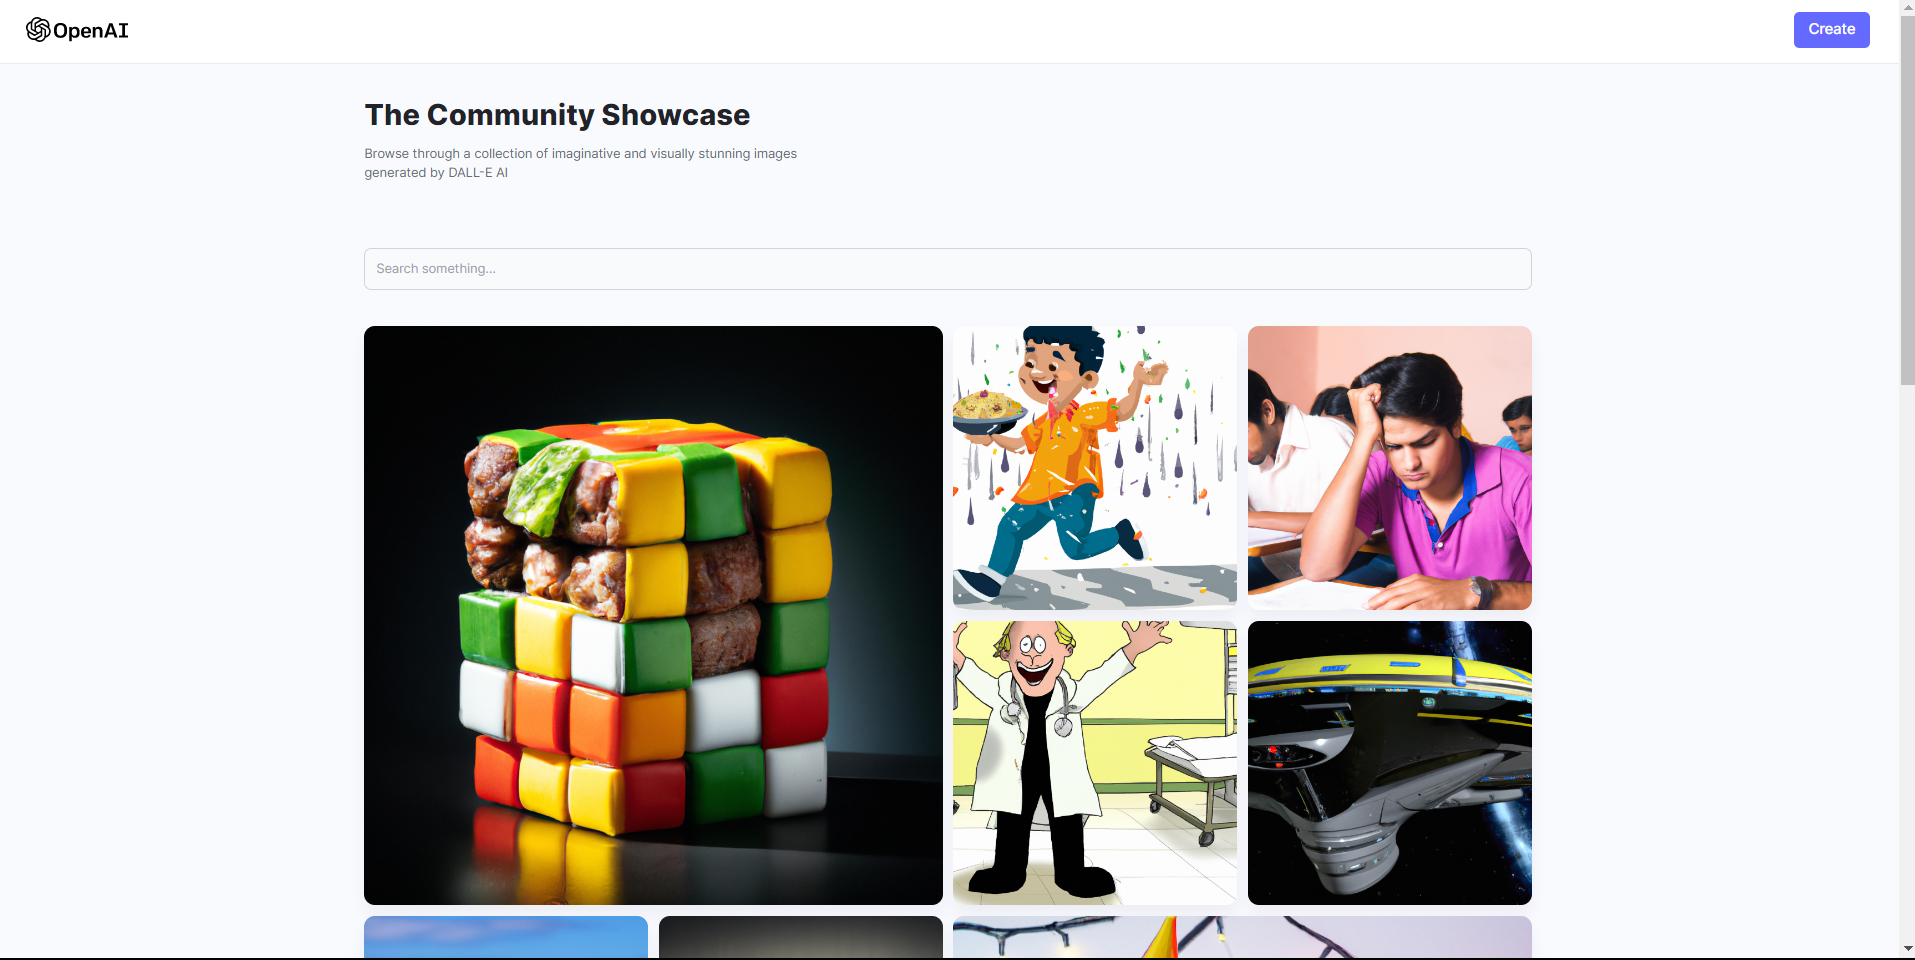 OpenAI
Create
The Community Showcase
Browse through a collection of imaginative and visually stunning images
generated by DALL-E AI
Search something...